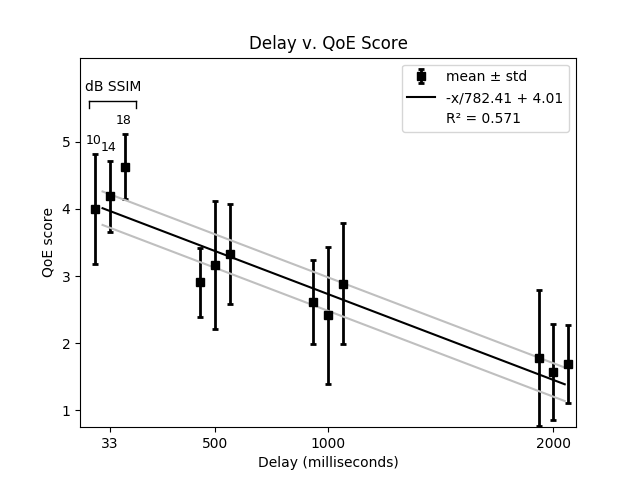 Delay v. QoE Score
dB SSIM
10
14
18
mean ± std
-x/782.41 + 4.01
R² = 0.571
QoE score
5
4
3
2
1
33
500
1000
2000
Delay (milliseconds)